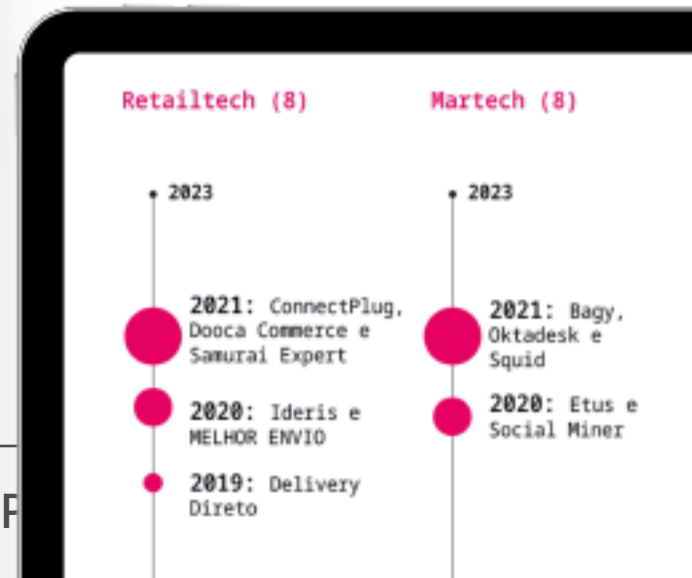 Retailtech (8)
2023
2021: ConnectPlug,
Dooca Commerce e
Samurai Expert
2020: Ideris e
MELHOR ENVIO
2019: Delivery
Direto
Martech (8)
2023
2021: Bagy,
Oktadesk e
Squid
2020: Etus e
Social Miner
P